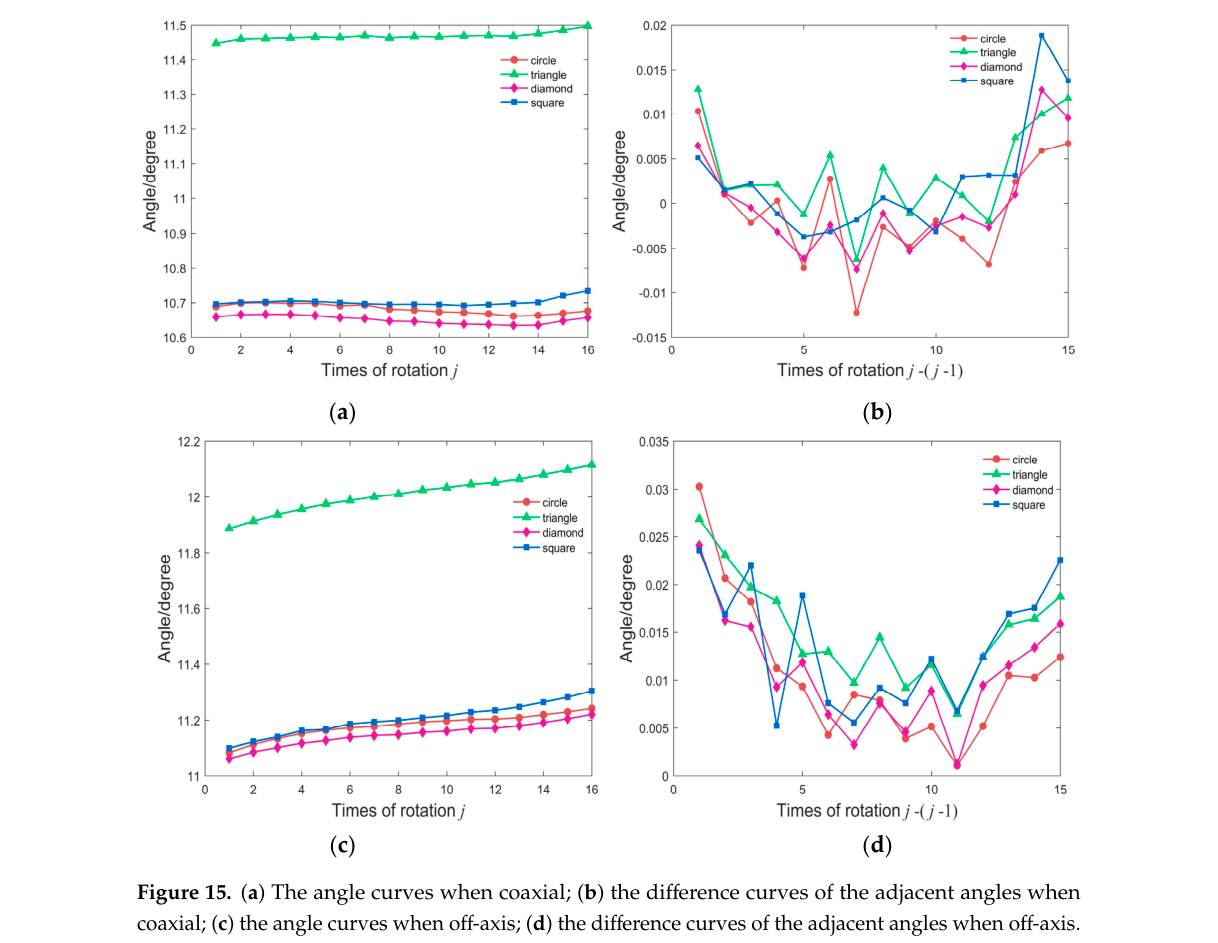 11.5
11.4
11.3
11.2
11.1
11
10.9
10.8
10.7
10.6
Angle/degree
circle
triangle
diamond
square
0 2 4 6 8 10 12 14 16
Times of rotation j
(a)
0.02
0.015
0.01
0.005
0
-0.005
-0.01
-0.015
Angle/degree
circle
triangle
diamond
square
0 5 10 15
Times of rotation j -(j -1)
(b)
12.2
12
11.8
11.6
11.4
11.2
11
Angle/degree
circle
triangle
diamond
square
0 2 4 6 8 10 12 14 16
Times of rotation j
(c)
0.035
0.03
0.025
0.02
0.015
0.01
0.005
0
Angle/degree
circle
triangle
diamond
square
0 5 10 15
Times of rotation j -(j -1)
(d)
Figure 15. (a) The angle curves when coaxial; (b) the difference curves of the adjacent angles when
coaxial; (c) the angle curves when off-axis; (d) the difference curves of the adjacent angles when off-axis.